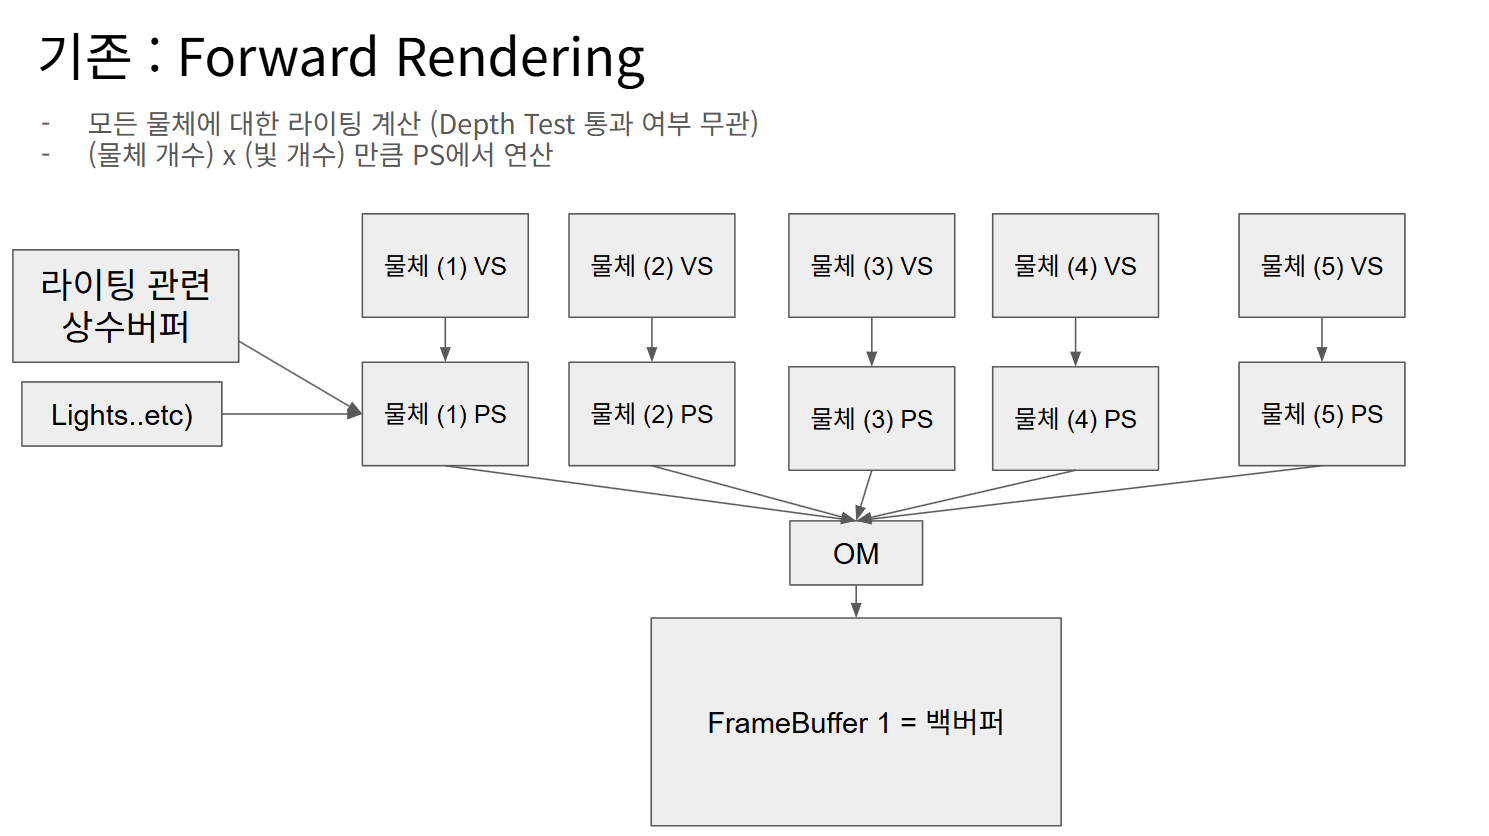 기존 : Forward Rendering
- 모든 물체에 대한 라이팅 계산 (Depth Test 통과 여부 무관)
- (물체 개수) x (빛 개수) 만큼 PS에서 연산
물체 (1) VS
물체 (2) VS
물체 (3) VS
물체 (4) VS
물체 (5) VS
라이팅 관련
상수버퍼
Lights..etc)
물체 (1) PS
물체 (2) PS
물체 (3) PS
물체 (4) PS
물체 (5) PS
OM
FrameBuffer 1 = 백버퍼